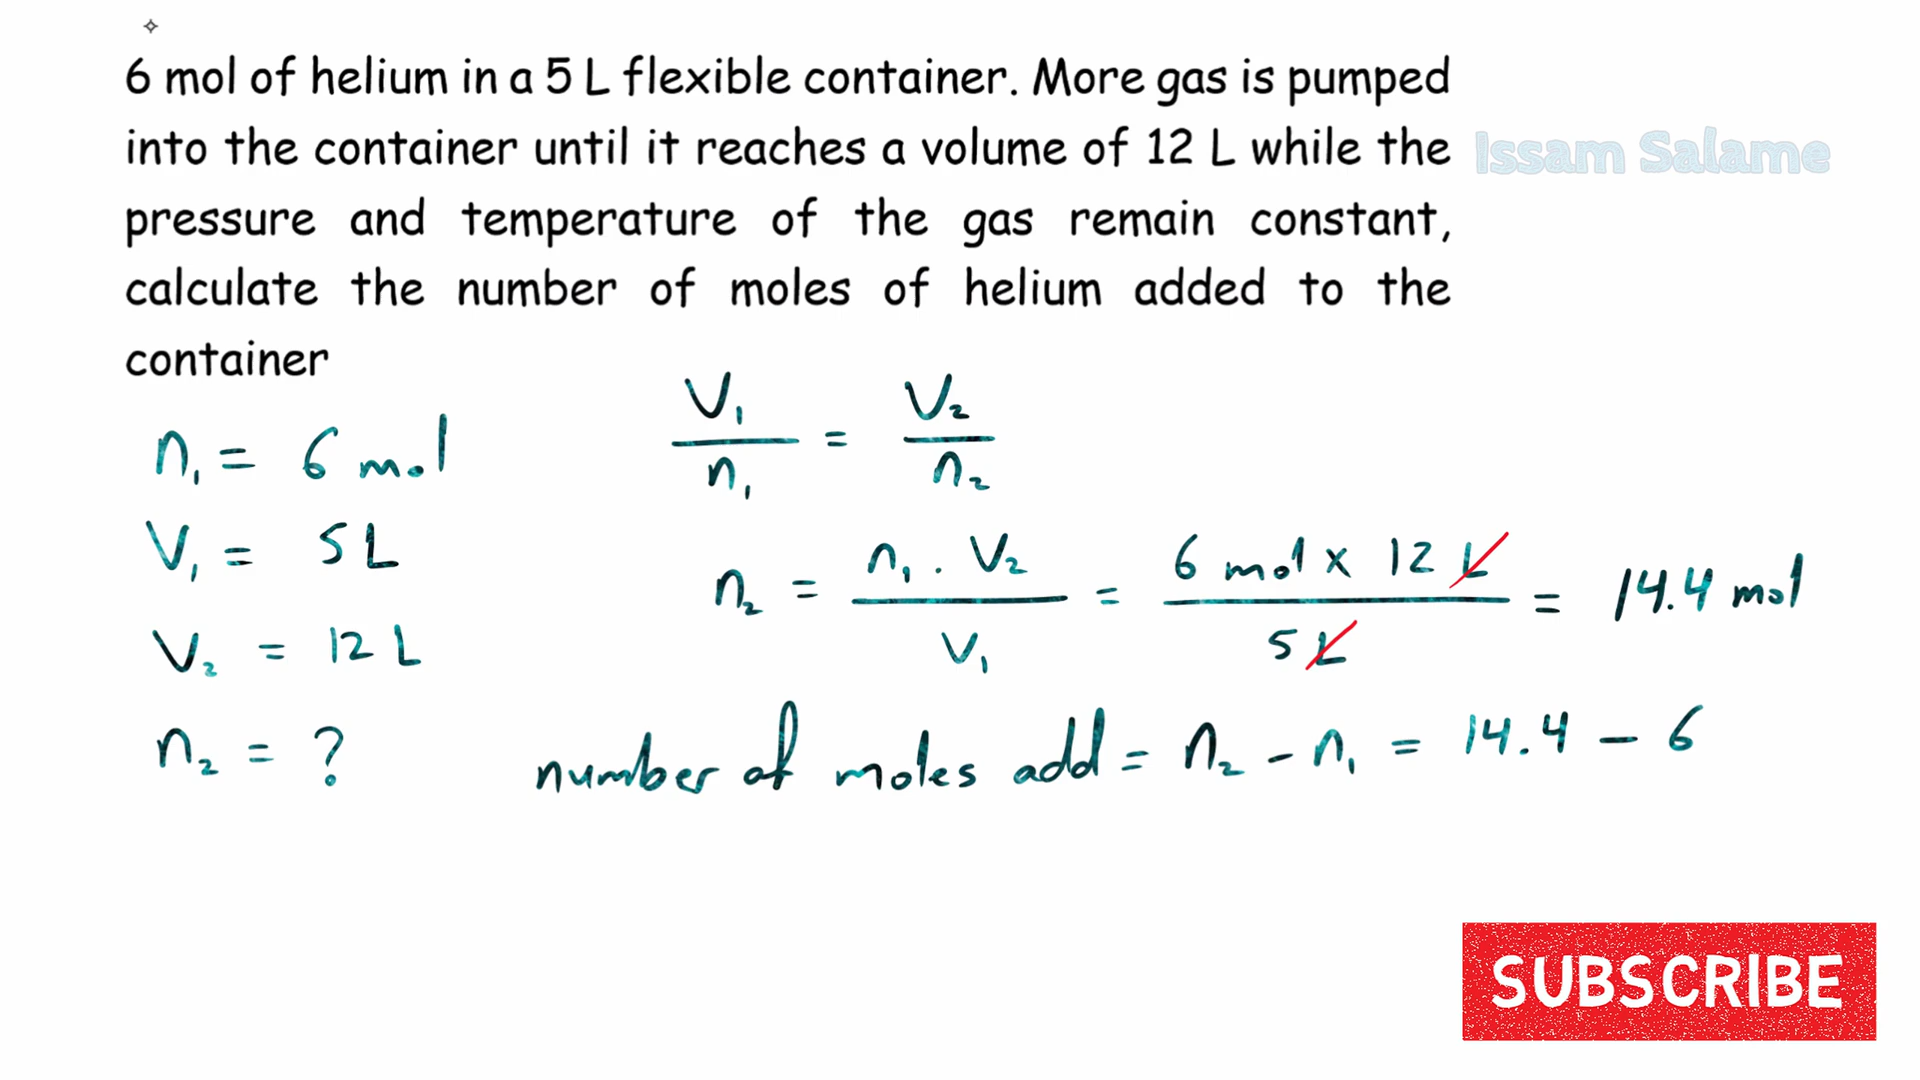 6 mol of helium in a 5 L flexible container. More gas is pumped
into the container until it reaches a volume of 12 L while the
Issam Salame
pressure and temperature of the gas remain constant,
calculate the number of moles of helium added to the
container
n₁ = 6 mol
V₁ / n₁ = V₂ / n₂
V₁ = 5 L
n₂ = n₁ . V₂ / V₁ = 6 mol x 12 L / 5 L = 14.4 mol
V₂ = 12 L
n₂ = ?
number of moles add = n₂ - n₁ = 14.4 - 6
SUBSCRIBE